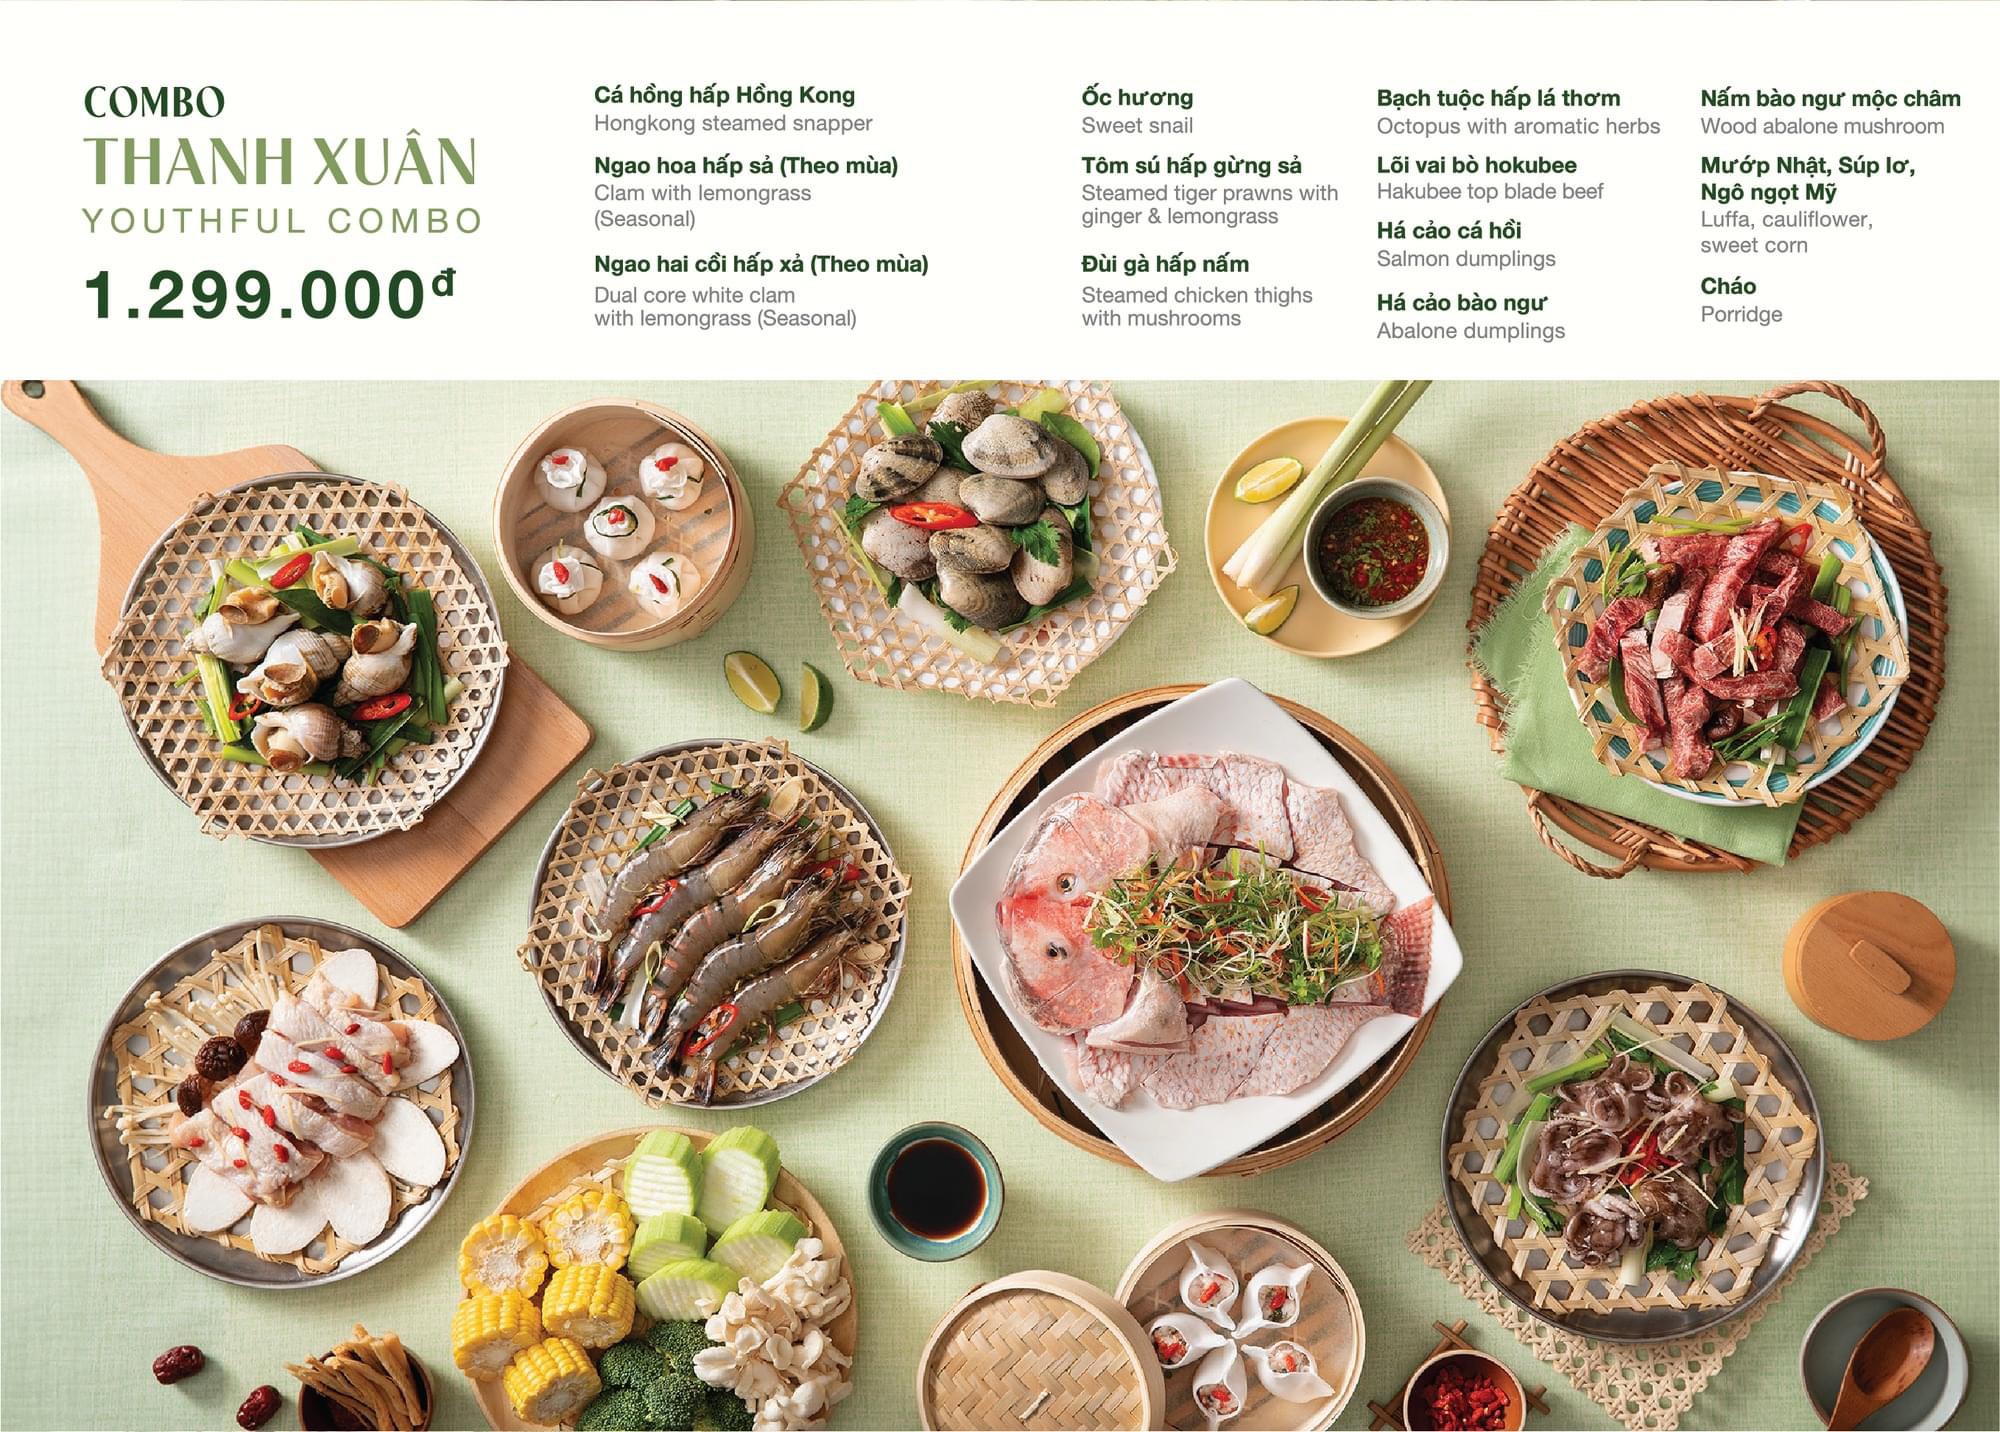 COMBO
THANH XUÂN
YOUTHFUL COMBO
1.299.000đ
Cá hồng hấp Hồng Kong
Hongkong steamed snapper
Ngao hoa hấp sả (Theo mùa)
Clam with lemongrass
(Seasonal)
Ngao hai cồi hấp xả (Theo mùa)
Dual core white clam
with lemongrass (Seasonal)
Ốc hương
Sweet snail
Tôm sú hấp gừng sả
Steamed tiger prawns with
ginger & lemongrass
Đùi gà hấp nấm
Steamed chicken thighs
with mushrooms
Bạch tuộc hấp lá thơm
Octopus with aromatic herbs
Lõi vai bò hokubee
Hakubee top blade beef
Há cảo cá hồi
Salmon dumplings
Há cảo bào ngư
Abalone dumplings
Nấm bào ngư mộc châm
Wood abalone mushroom
Mướp Nhật, Súp lơ,
Ngô ngọt Mỹ
Luffa, cauliflower,
sweet corn
Cháo
Porridge